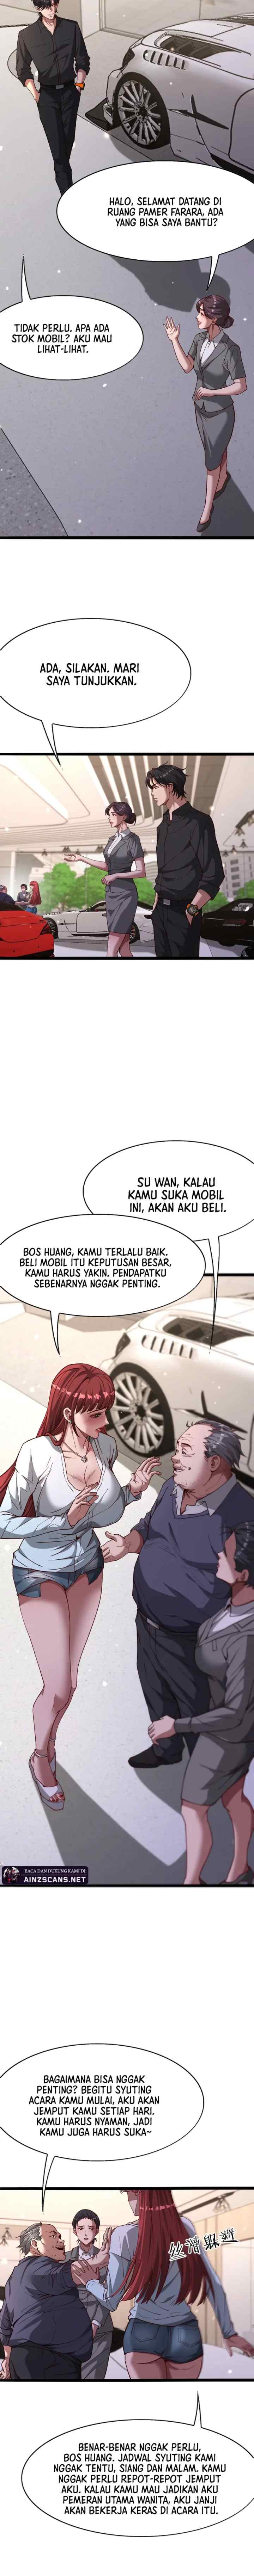 HALO, SELAMAT DATANG DI
RUANG PAMER FARARA, ADA
YANG BISA SAYA BANTU?
TIDAK PERLU. APA ADA
STOK MOBIL? AKU MAU
LIHAT-LIHAT.
ADA, SILAKAN. MARI
SAYA TUNJUKKAN.
SU WAN, KALAU
KAMU SUKA MOBIL
INI, AKAN AKU BELI.
BOS HUANG, KAMU TERLALU BAIK.
BELI MOBIL ITU KEPUTUSAN BESAR,
KAMU HARUS YAKIN. PENDAPATKU
SEBENARNYA NGGAK PENTING.
BACA DAN DUKUNG KAMI DI
AINZSCANS.NET
BAGAIMANA BISA NGGAK
PENTING? BEGITU SYUTING
ACARA KAMU MULAI, AKU AKAN
JEMPUT KAMU SETIAP HARI.
KAMU HARUS NYAMAN, JADI
KAMU JUGA HARUS SUKA~
BENAR-BENAR NGGAK PERLU,
BOS HUANG. JADWAL SYUTING KAMI
NGGAK TENTU, SIANG DAN MALAM. KAMU
NGGAK PERLU REPOT-REPOT JEMPUT
AKU. KALAU KAMU MAU JADIKAN AKU
PEMERAN UTAMA WANITA, AKU JANJI
AKAN BEKERJA KERAS DI ACARA ITU.